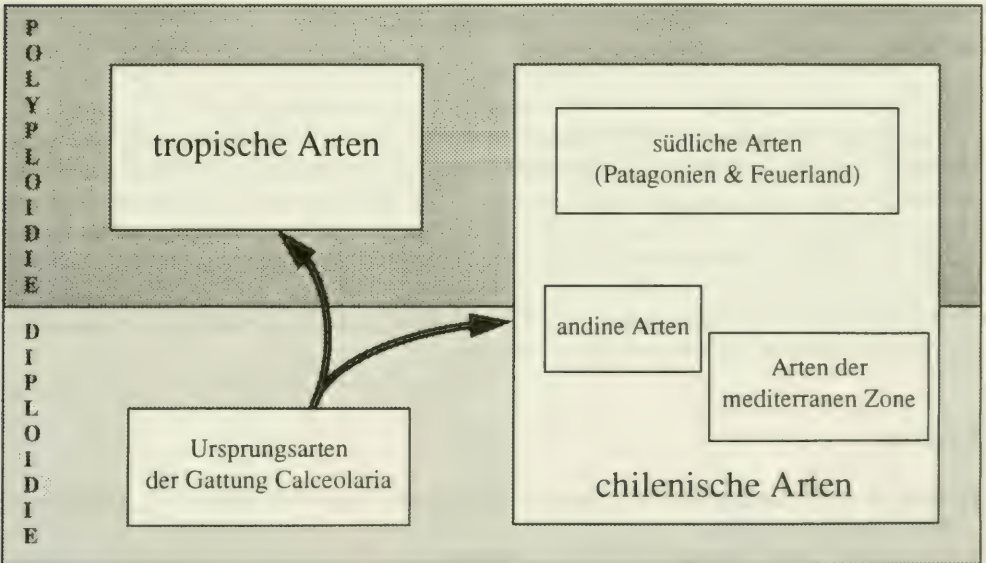 POLYPLOIDIE
tropische Arten
südliche Arten
(Patagonien & Feuerland)
andine Arten
Arten der
mediterranen Zone
chilenische Arten
DIPLOIDIE
Ursprungsarten
der Gattung Calceolaria